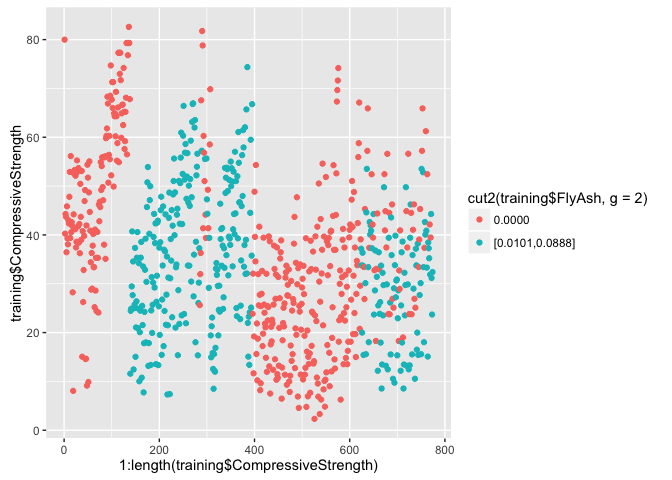 80
60
40
20
0
training$CompressiveStrength
0 200 400 600 800
1:length(training$CompressiveStrength)
cut2(training$FlyAsh, g = 2)
0.0000
[0.0101,0.0888]